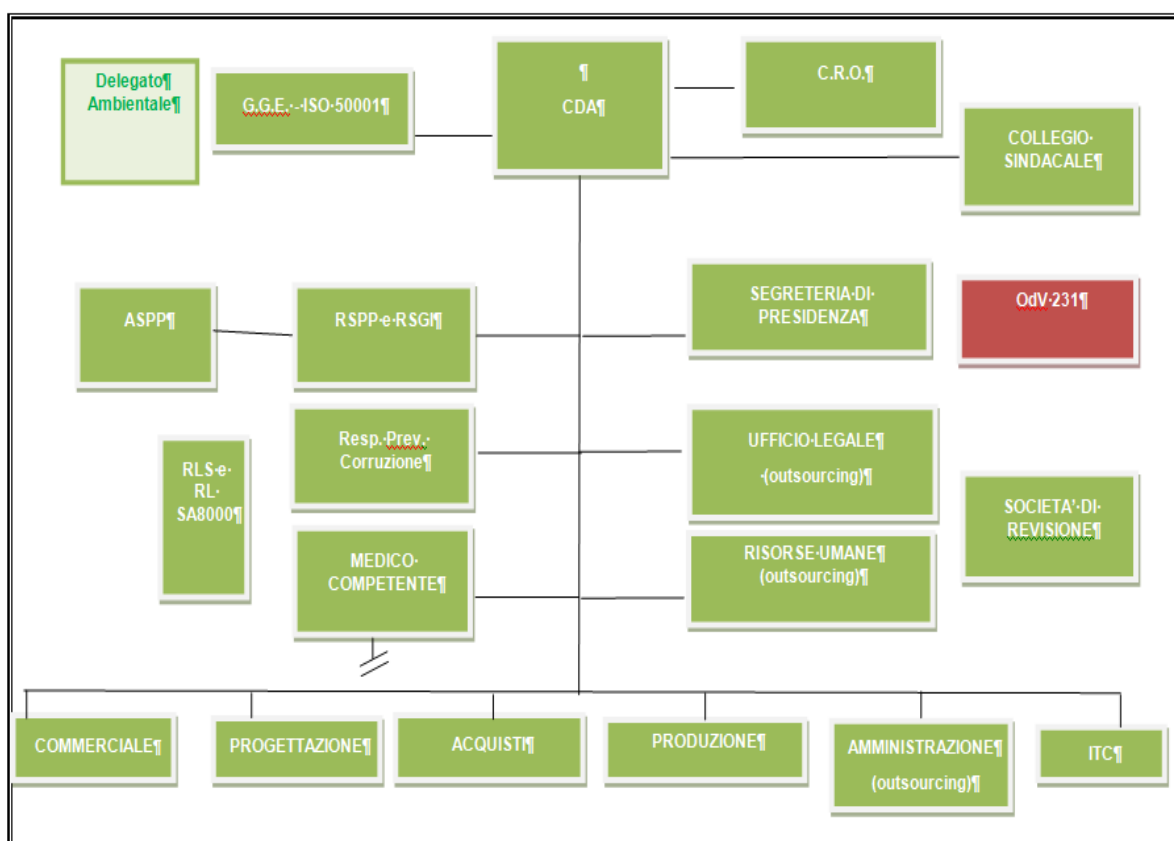 Delegato¶
Ambientale¶
G.G.E.·-·ISO·50001¶
¶
CDA¶
C.R.O.¶
COLLEGIO·
SINDACALE¶
ASPP¶
RSPP·e·RSGI¶
SEGRETERIA·DI·
PRESIDENZA¶
OdV·231¶
RLS·e·
RL·
SA8000¶
Resp.·Prev.·
Corruzione¶
UFFICIO·LEGALE¶
·(outsourcing)¶
SOCIETA’·DI·
REVISIONE¶
MEDICO·
COMPETENTE¶
RISORSE·UMANE¶
(outsourcing)¶
COMMERCIALE¶
PROGETTAZIONE¶
ACQUISTI¶
PRODUZIONE¶
AMMINISTRAZIONE¶
(outsourcing)¶
ITC¶